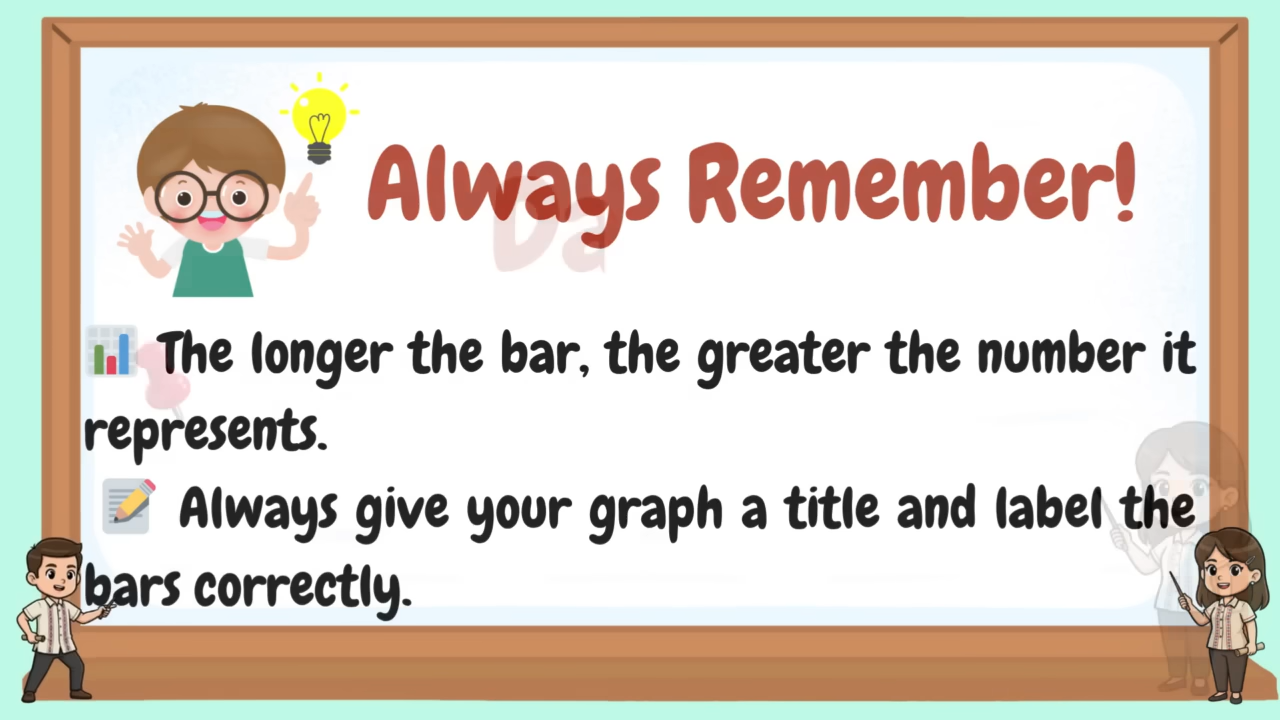 Always Remember!
Da
The longer the bar, the greater the number it
represents.
Always give your graph a title and label the
bars correctly.